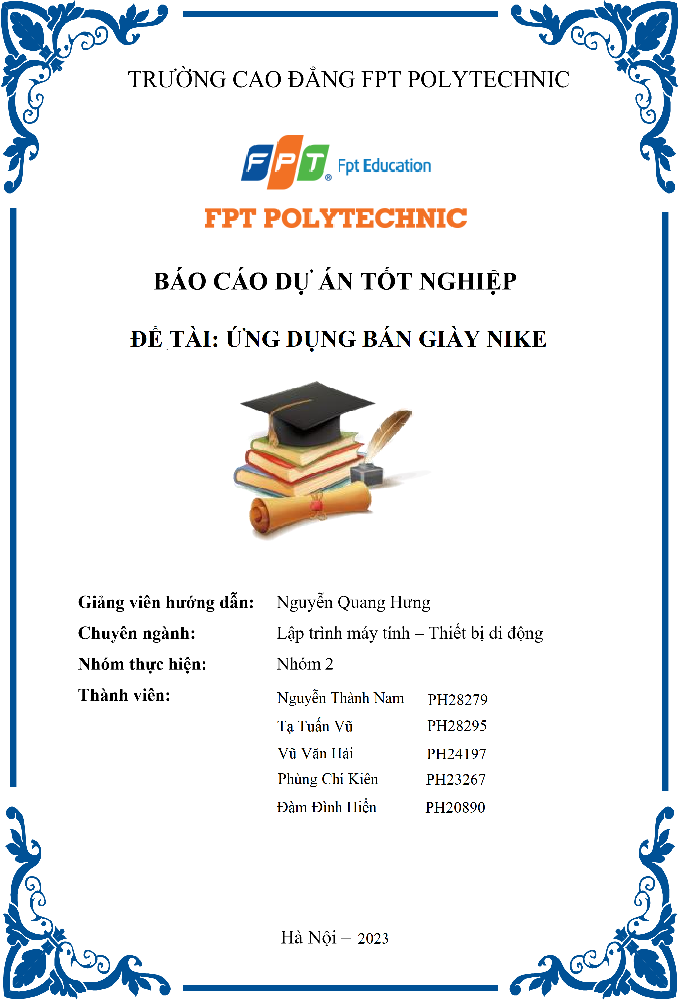 TRƯỜNG CAO ĐẲNG FPT POLYTECHNIC
FPT® Fpt Education
FPT POLYTECHNIC
BÁO CÁO DỰ ÁN TỐT NGHIỆP
ĐỀ TÀI: ỨNG DỤNG BÁN GIÀY NIKE
Giảng viên hướng dẫn: Nguyễn Quang Hưng
Chuyên ngành: Lập trình máy tính – Thiết bị di động
Nhóm thực hiện: Nhóm 2
Thành viên: Nguyễn Thành Nam PH28279
Tạ Tuấn Vũ PH28295
Vũ Văn Hải PH24197
Phùng Chí Kiên PH23267
Đàm Đình Hiển PH20890
Hà Nội – 2023